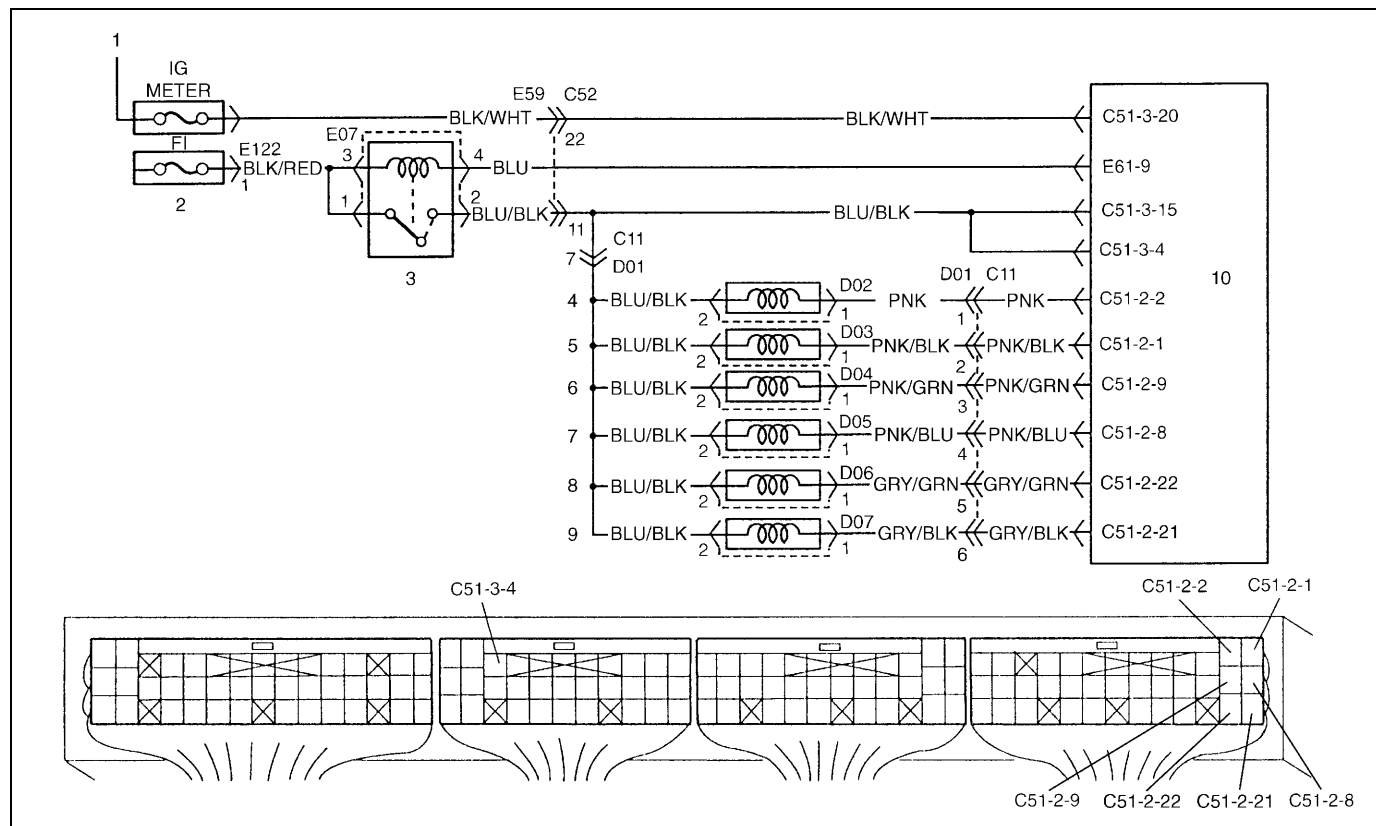 1
IG
METER
E59 C52
BLK/WHT BLK/WHT C51-3-20
22
FI
E122
BLK/RED
1
2
E07
3 4 BLU E61-9
1 2 BLU/BLK BLU/BLK C51-3-15
11
3
7 C11
D01
C51-3-4
10
D01 C11
4 BLU/BLK 2 D02 1 PNK 1 PNK C51-2-2
5 BLU/BLK 2 D03 1 PNK/BLK 2 PNK/BLK C51-2-1
6 BLU/BLK 2 D04 1 PNK/GRN 3 PNK/GRN C51-2-9
7 BLU/BLK 2 D05 1 PNK/BLU 4 PNK/BLU C51-2-8
8 BLU/BLK 2 D06 1 GRY/GRN 5 GRY/GRN C51-2-22
9 BLU/BLK 2 D07 1 GRY/BLK 6 GRY/BLK C51-2-21
C51-3-4 C51-2-2 C51-2-1
C51-2-9 C51-2-22 C51-2-21 C51-2-8